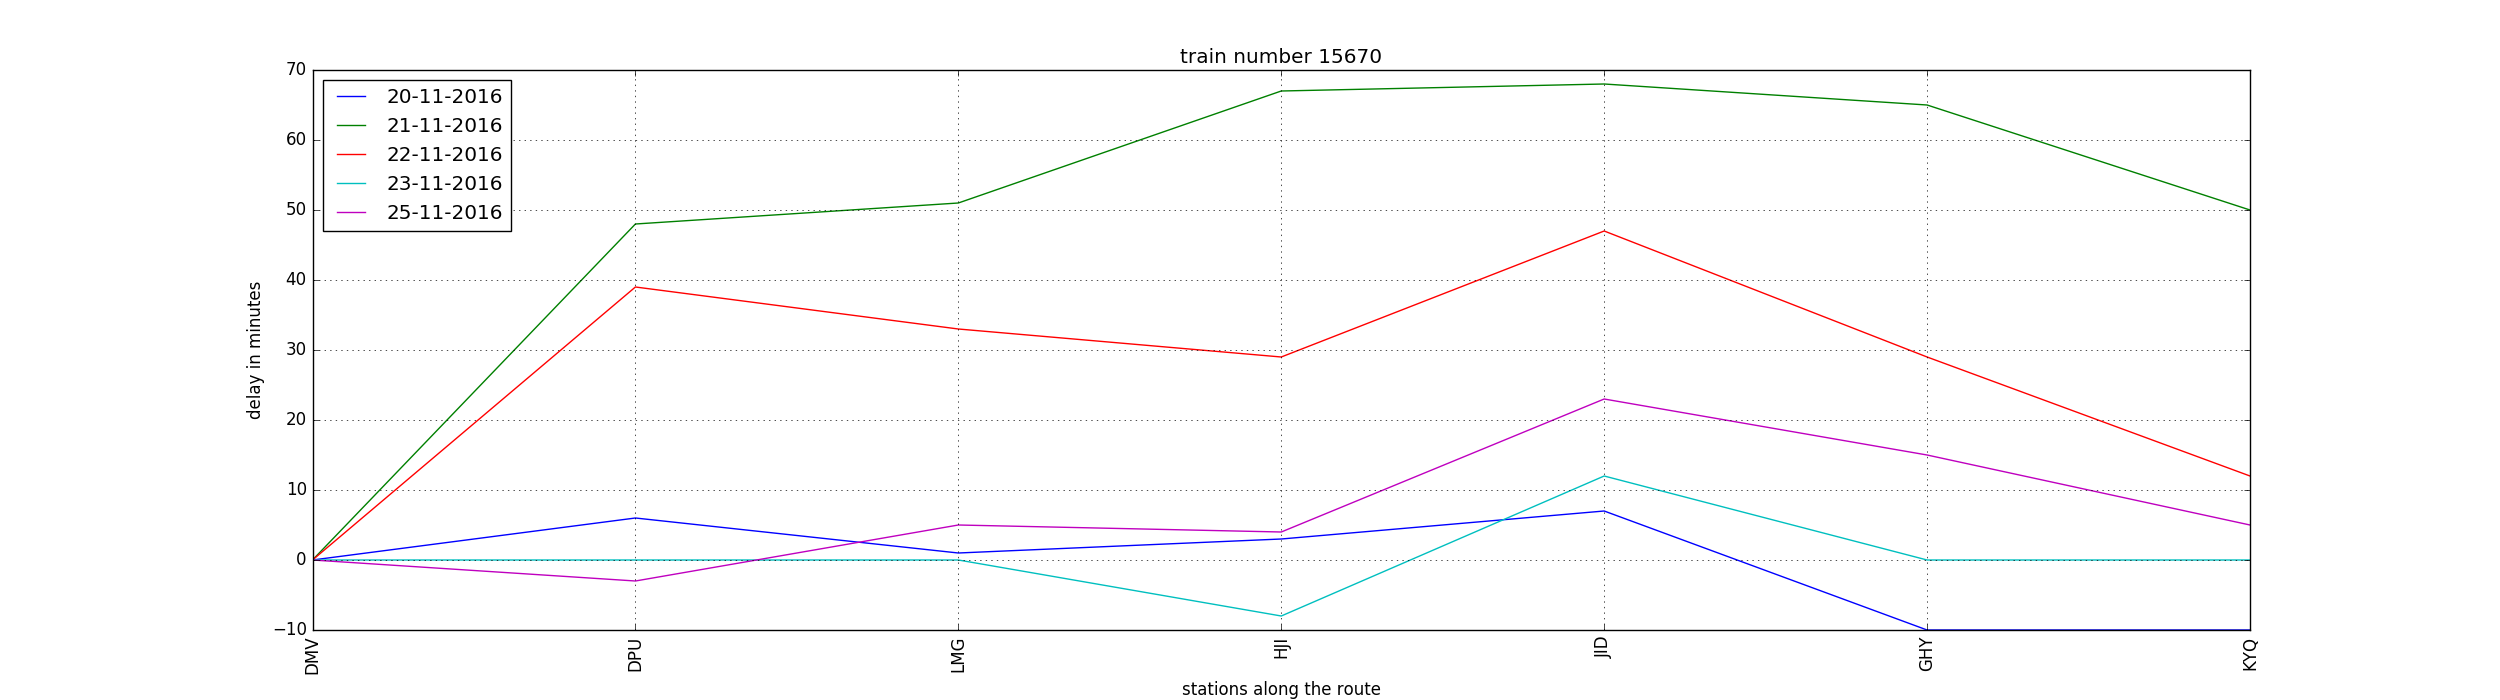 train number 15670
70
60
50
40
30
20
10
0
−10
delay in minutes
20-11-2016
21-11-2016
22-11-2016
23-11-2016
25-11-2016
DMV
DPU
LMG
HJI
JID
GHY
KYQ
stations along the route